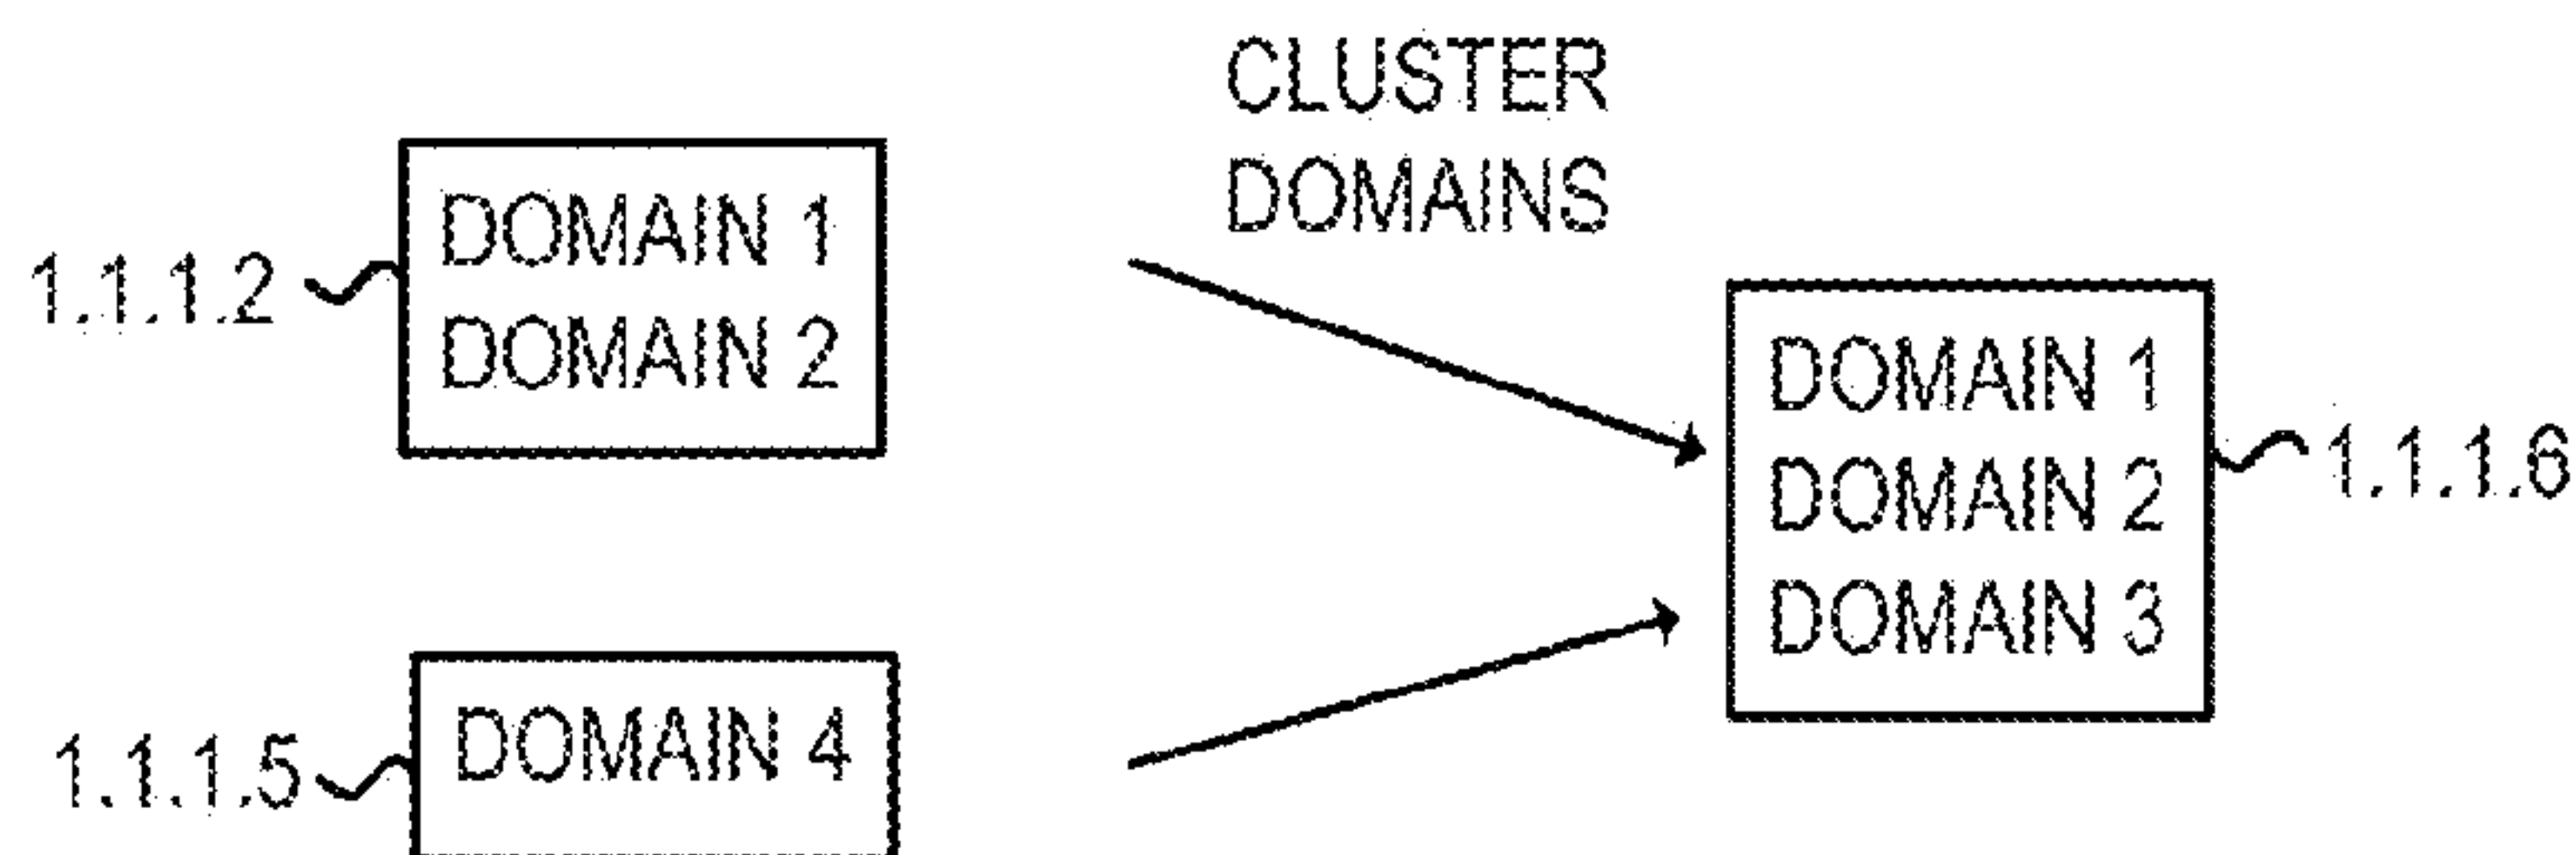 CLUSTER
DOMAINS
1.1.1.2
DOMAIN 1
DOMAIN 2
1.1.1.5
DOMAIN 4
DOMAIN 1
DOMAIN 2
DOMAIN 3
1.1.1.6